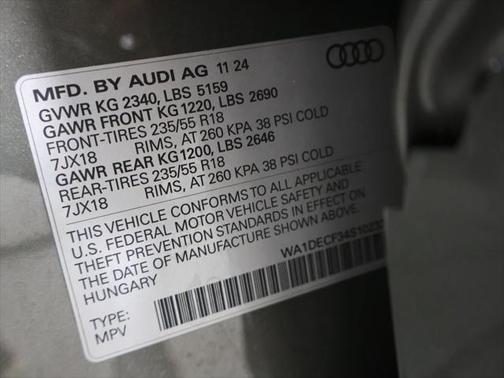 MFD. BY AUDI AG 11 24
GVWR KG 2340, LBS 5159
GAWR FRONT KG 1220, LBS 2690
FRONT-TIRES 235/55 R18
7JX18 RIMS, AT 260 KPA 38 PSI COLD
GAWR REAR KG1200, LBS 2646
REAR-TIRES 235/55 R18
7JX18 RIMS, AT 260 KPA 38 PSI COLD
THIS VEHICLE CONFORMS TO ALL APPLICABLE
U.S. FEDERAL MOTOR VEHICLE SAFETY AND
THEFT PREVENTION STANDARDS IN EFFECT ON
THE DATE OF MANUFACTURE SHOWN ABOVE.
HUNGARY
TYPE:
MPV